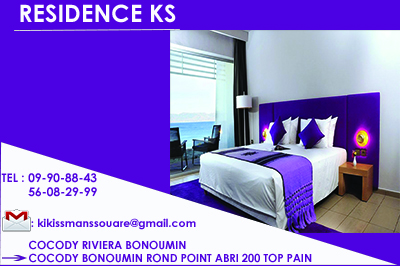 RESIDENCE KS
TEL : 09-90-88-43
56-08-29-99
: kikissmanssouare@gmail.com
COCODY RIVIERA BONOUMIN
COCODY BONOUMIN ROND POINT ABRI 200 TOP PAIN